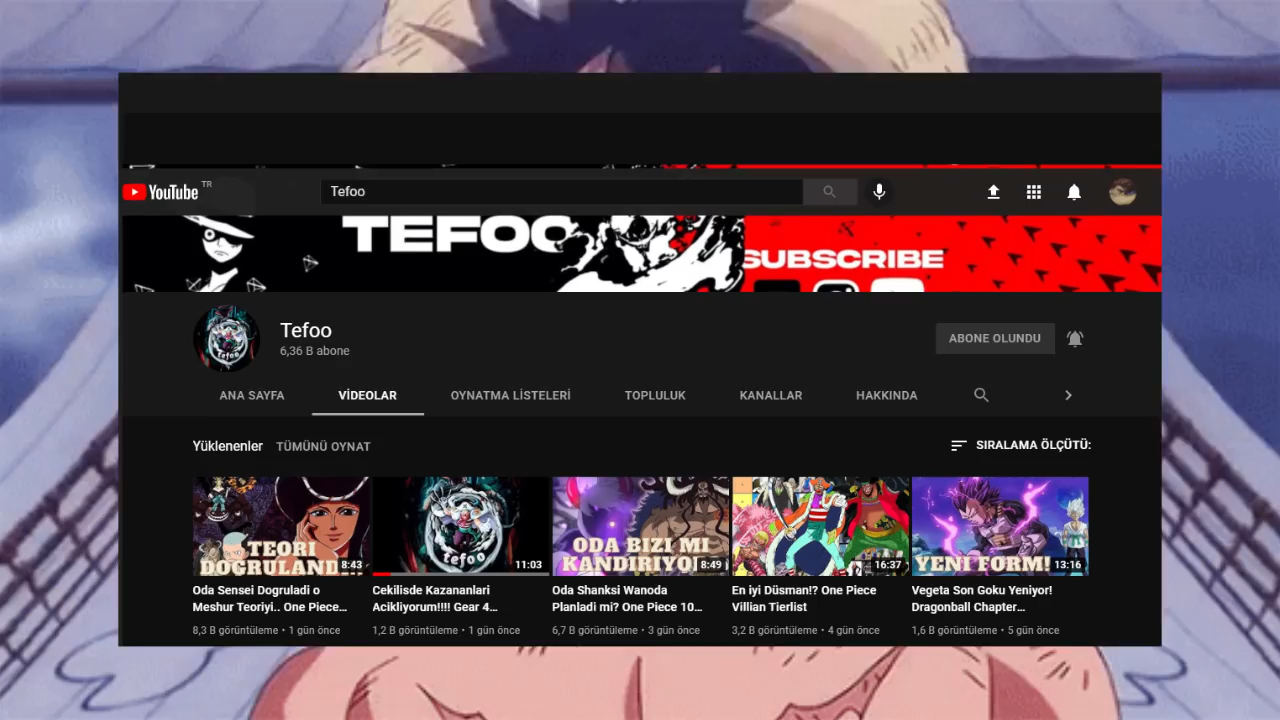 YouTube TR
Tefoo
TEFOO
SUBSCRIBE
Tefoo
6,36 B abone
ABONE OLUNDU
ANA SAYFA
VİDEOLAR
OYNATMA LİSTELERİ
TOPLULUK
KANALLAR
HAKKINDA
Yüklenenler
TÜMÜNÜ OYNAT
SIRALAMA ÖLÇÜTÜ:
TEORI
DOGRULAND
8:43
Oda Sensei Dogruladi o
Meshur Teoriyi.. One Piece...
8,3 B görüntüleme • 1 gün önce
tefoo
11:03
Cekilisde Kazananlari
Acikliyorum!!!! Gear 4...
1,2 B görüntüleme • 1 gün önce
ODA BIZI MI
KANDIRIYO
8:49
Oda Shanksi Wanoda
Planladi mi? One Piece 10...
6,7 B görüntüleme • 3 gün önce
16:37
En iyi Düsman!? One Piece
Villian Tierlist
3,2 B görüntüleme • 4 gün önce
YENI FORM!
13:16
Vegeta Son Goku Yeniyor!
Dragonball Chapter...
1,6 B görüntüleme • 5 gün önce